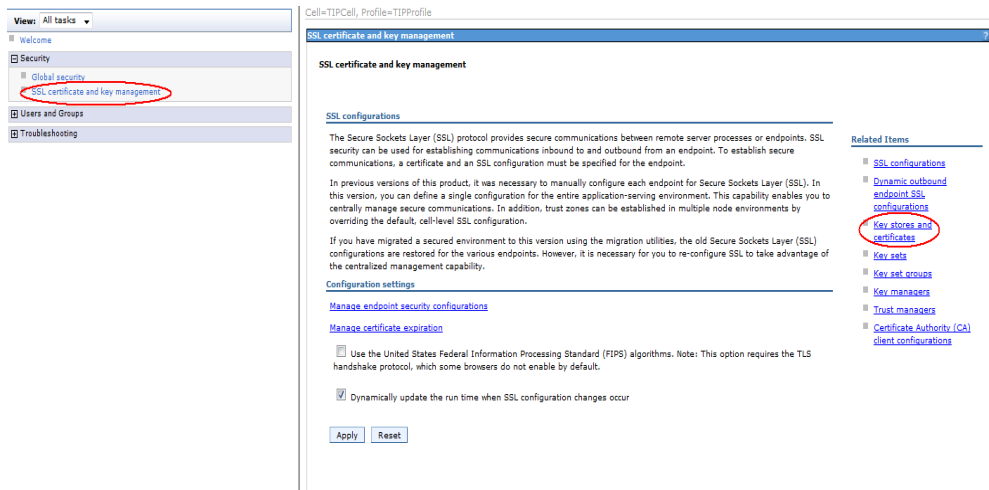 Cell=TIPCell, Profile=TIPProfile
View: All tasks
Welcome
Security
Global security
SSL certificate and key management
Users and Groups
Troubleshooting
SSL certificate and key management ?
SSL certificate and key management
SSL configurations
The Secure Sockets Layer (SSL) protocol provides secure communications between remote server processes or endpoints. SSL
security can be used for establishing communications inbound to and outbound from an endpoint. To establish secure
communications, a certificate and an SSL configuration must be specified for the endpoint.
In previous versions of this product, it was necessary to manually configure each endpoint for Secure Sockets Layer (SSL). In
this version, you can define a single configuration for the entire application-serving environment. This capability enables you to
centrally manage secure communications. In addition, trust zones can be established in multiple node environments by
overriding the default, cell-level SSL configuration.
If you have migrated a secured environment to this version using the migration utilities, the old Secure Sockets Layer (SSL)
configurations are restored for the various endpoints. However, it is necessary for you to re-configure SSL to take advantage of
the centralized management capability.
Configuration settings
Manage endpoint security configurations
Manage certificate expiration
Use the United States Federal Information Processing Standard (FIPS) algorithms. Note: This option requires the TLS
handshake protocol, which some browsers do not enable by default.
Dynamically update the run time when SSL configuration changes occur
Apply Reset
Related Items
SSL configurations
Dynamic outbound
endpoint SSL
configurations
Key stores and
certificates
Key sets
Key set groups
Key managers
Trust managers
Certificate Authority (CA)
client configurations